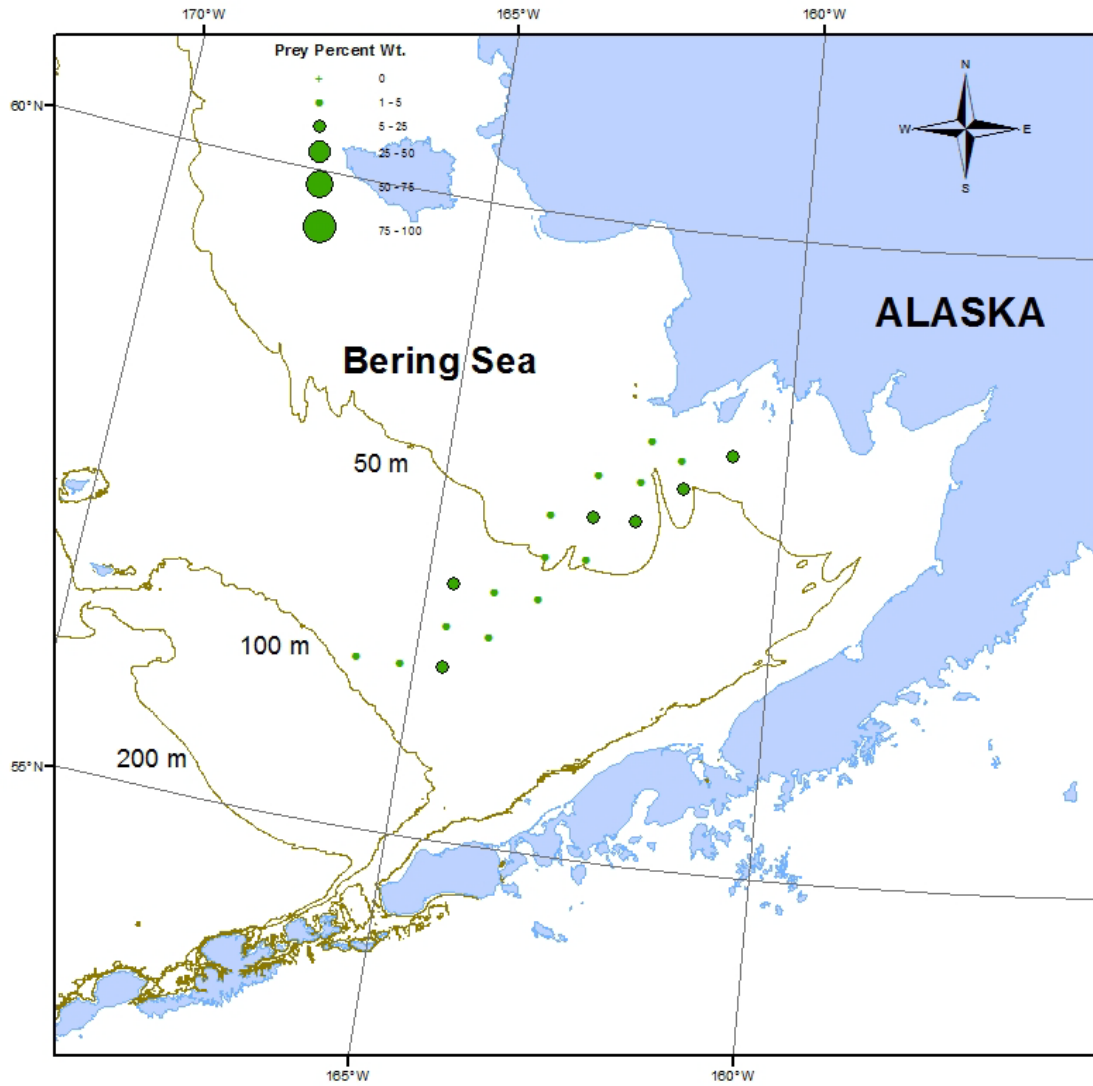 170°W
165°W
160°W
Prey Percent Wt.
0
1 - 5
5 - 25
25 - 50
50 - 75
75 - 100
N
W
E
S
60°N
ALASKA
Bering Sea
50 m
100 m
200 m
55°N
165°W
160°W